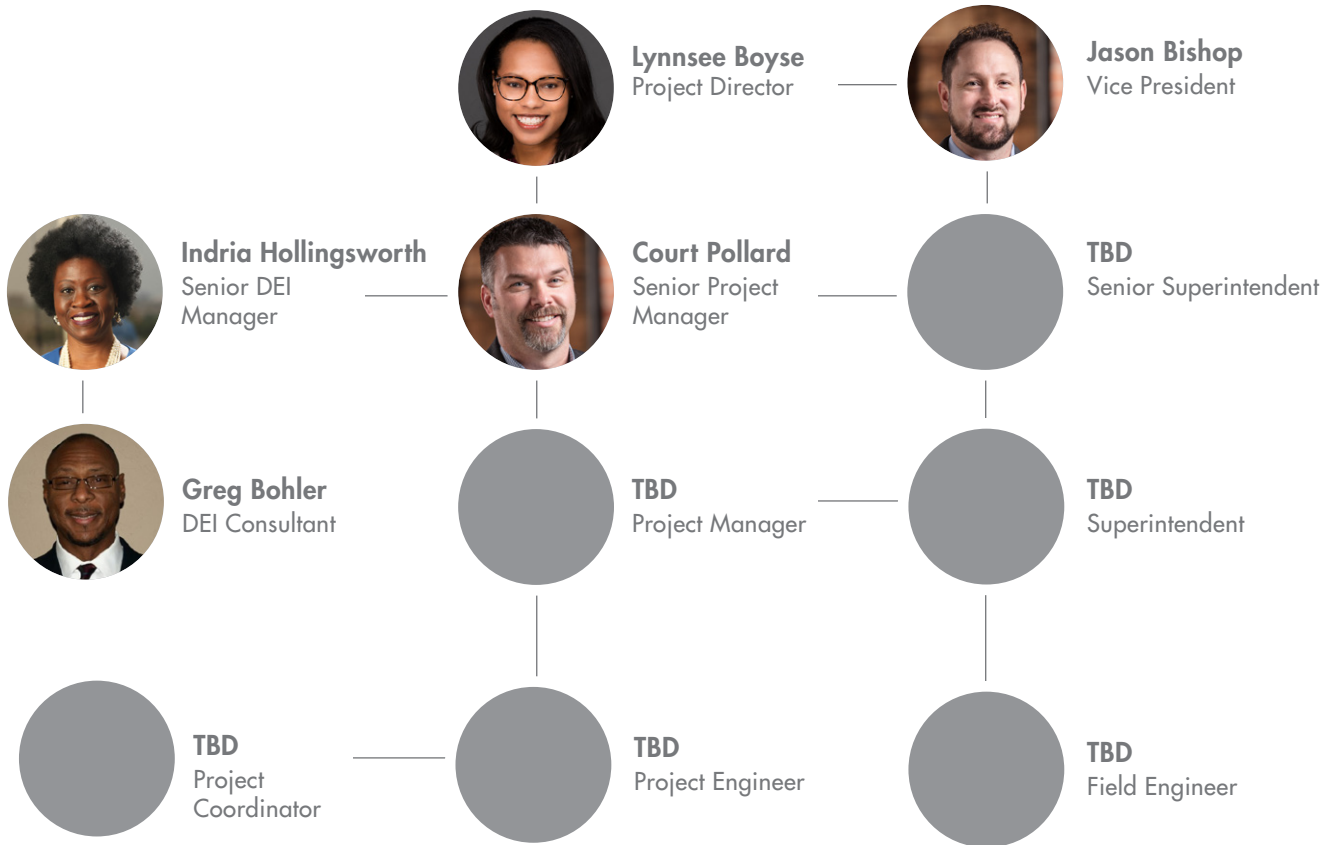 Lynnsee Boyse
Project Director
Jason Bishop
Vice President
Indria Hollingsworth
Senior DEI
Manager
Court Pollard
Senior Project
Manager
TBD
Senior Superintendent
Greg Bohler
DEI Consultant
TBD
Project Manager
TBD
Superintendent
TBD
Project
Coordinator
TBD
Project Engineer
TBD
Field Engineer